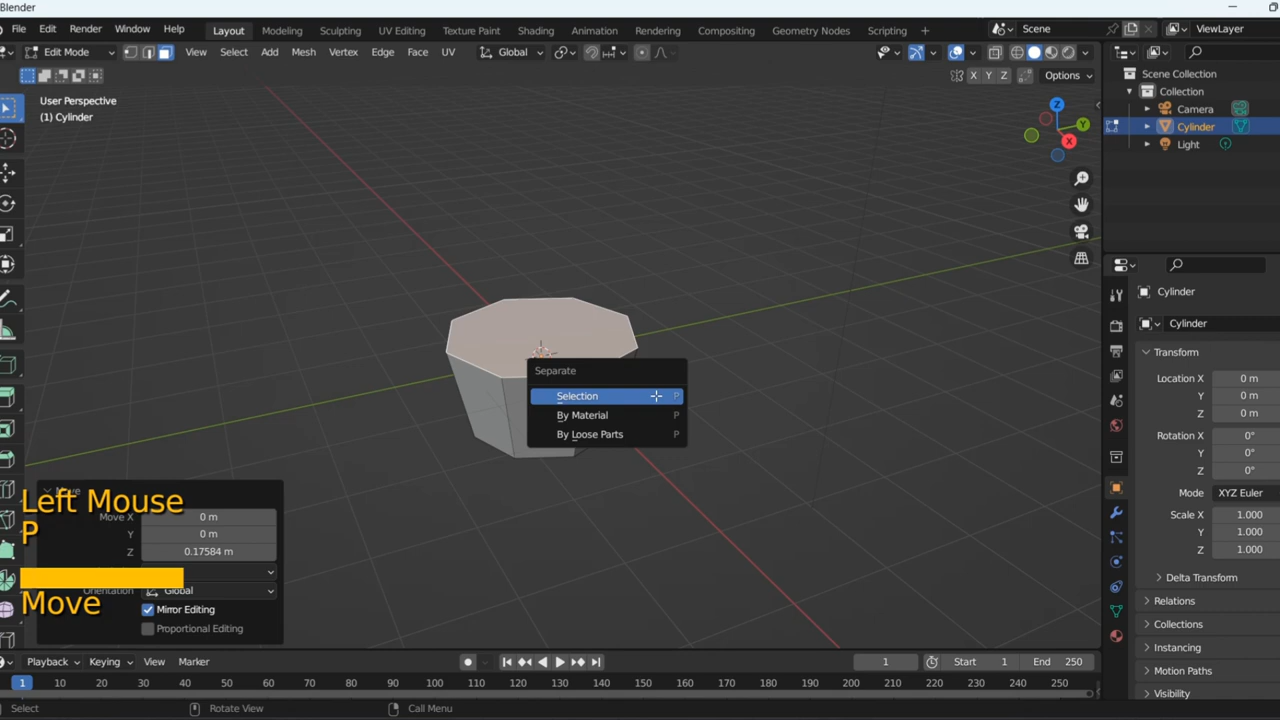 Blender
File Edit Render Window Help Layout Modeling Sculpting UV Editing Texture Paint Shading Animation Rendering Compositing Geometry Nodes Scripting + Scene ViewLayer
Edit Mode View Select Add Mesh Vertex Edge Face UV Global
X Y Z Options
User Perspective
(1) Cylinder
Z
Y
X
Scene Collection
Collection
Camera
Cylinder
Light
Cylinder
Cylinder
Transform
Location X 0 m
Y 0 m
Z 0 m
Rotation X 0°
Y 0°
Z 0°
Mode XYZ Euler
Scale X 1.000
Y 1.000
Z 1.000
Delta Transform
Relations
Collections
Instancing
Motion Paths
Visibility
Separate
Selection P
By Material P
By Loose Parts P
Move
Left Mouse
Move X 0 m
P
Y 0 m
Z 0.17584 m
Orientation Global
Move
Mirror Editing
Proportional Editing
Playback Keying View Marker 1 Start 1 End 250
1 10 20 30 40 50 60 70 80 90 100 110 120 130 140 150 160 170 180 190 200 210 220 230 240 250
Select Rotate View Call Menu